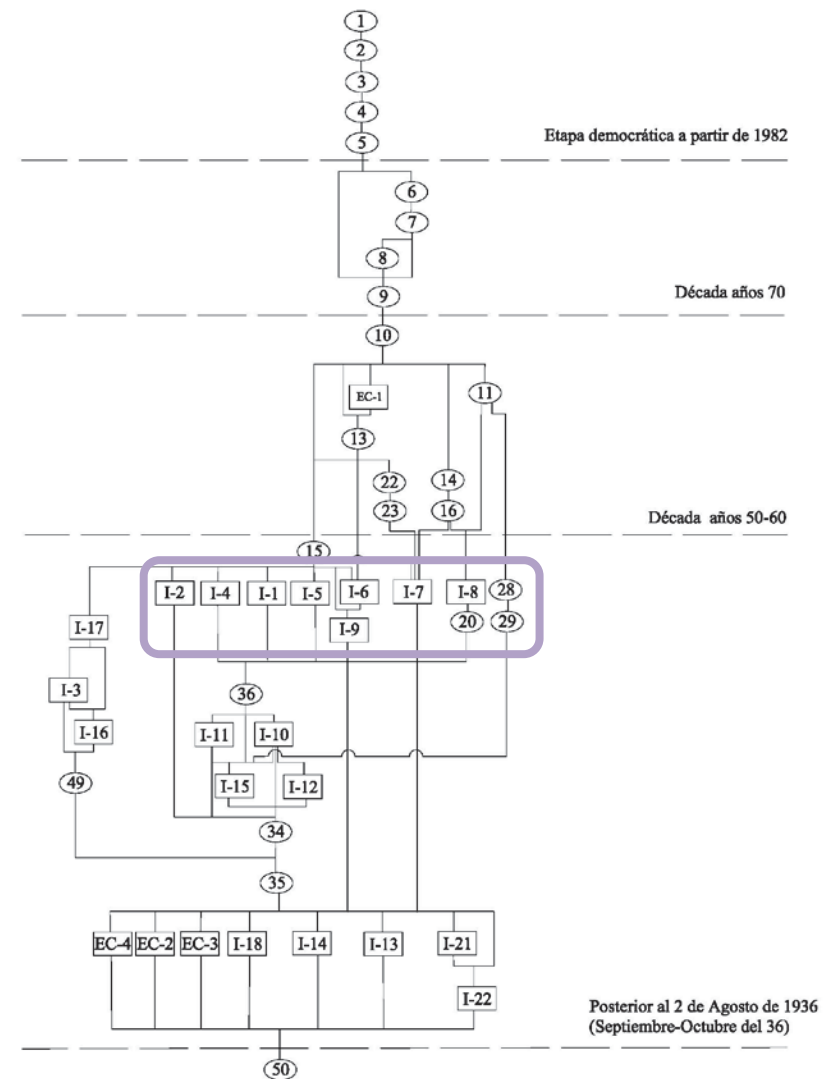 1
2
3
4
5
Etapa democrática a partir de 1982
6
7
8
9
Década años 70
10
EC-1
11
13
22
14
23
16
Década años 50-60
15
I-2
I-4
I-1
I-5
I-6
I-7
I-8
28
20
29
I-9
I-17
I-3
36
I-16
I-11
I-10
49
I-15
I-12
34
35
EC-4
EC-2
EC-3
I-18
I-14
I-13
I-21
I-22
Posterior al 2 de Agosto de 1936
(Septiembre-Octubre del 36)
50